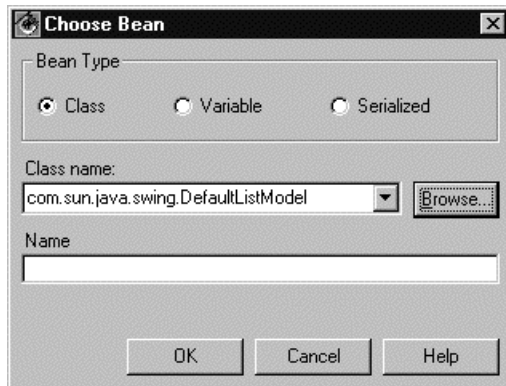 Choose Bean
Bean Type
Class Variable Serialized
Class name:
com.sun.java.swing.DefaultListModel Browse...
Name
OK Cancel Help